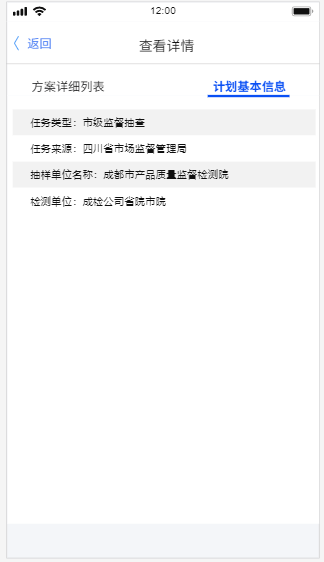 12:00
返回
查看详情
方案详细列表
计划基本信息
任务类型：市级监督抽查
任务来源：四川省市场监督管理局
抽样单位名称：成都市产品质量监督检测院
检测单位：成检公司省院市院